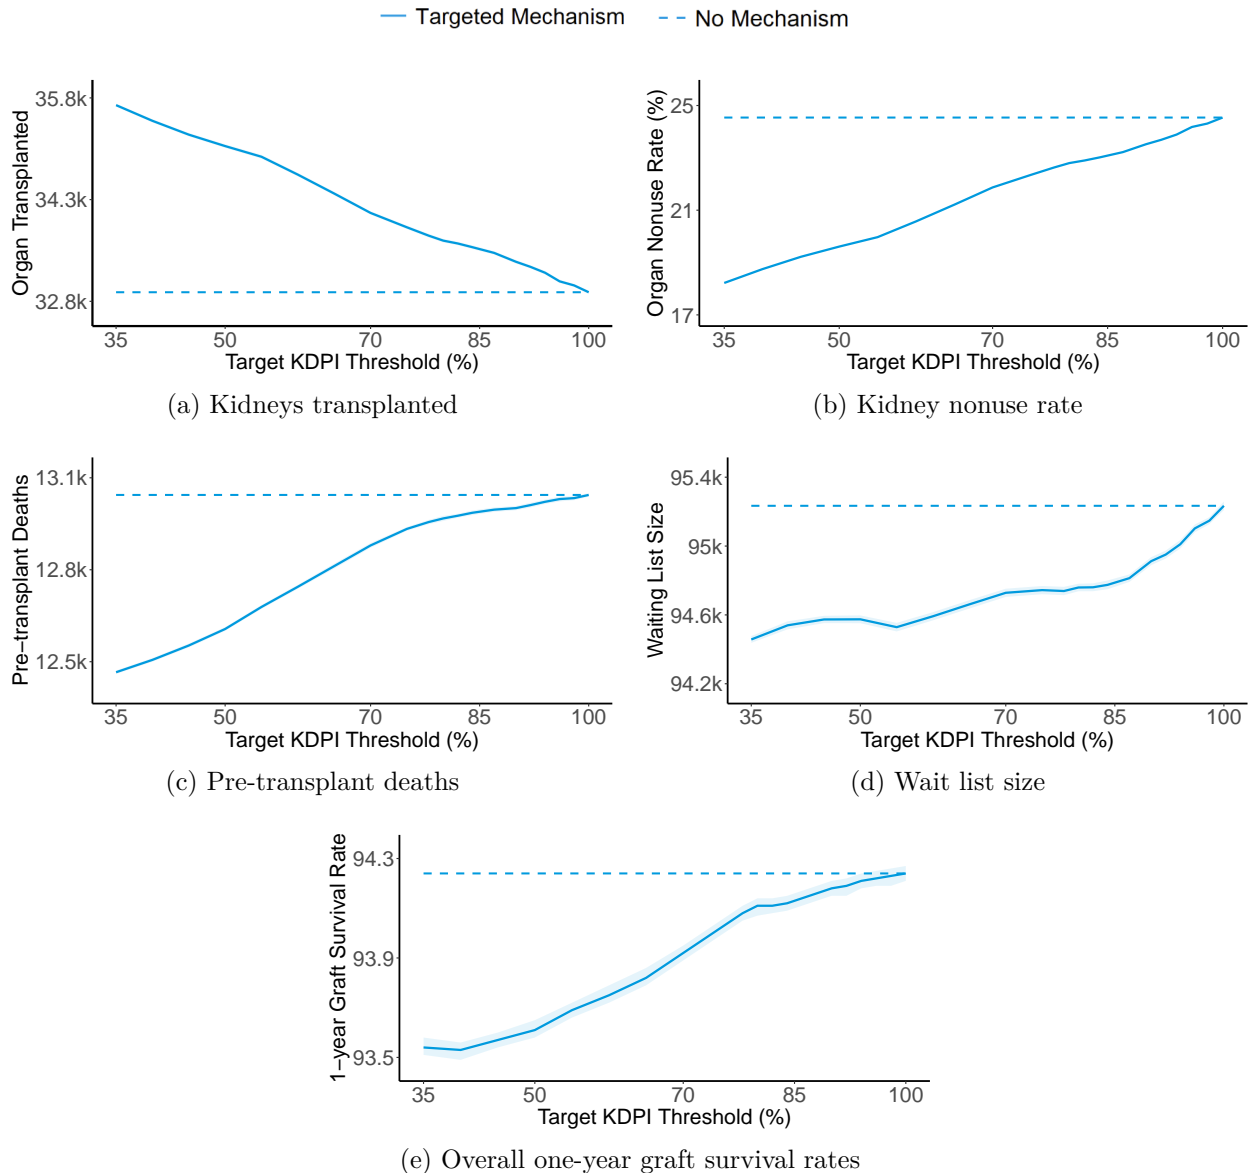 Targeted Mechanism No Mechanism
Organ Transplanted
35.8k
34.3k
32.8k
35 50 70 85 100
Target KDPI Threshold (%)
(a) Kidneys transplanted
Organ Nonuse Rate (%)
25
21
17
35 50 70 85 100
Target KDPI Threshold (%)
(b) Kidney nonuse rate
Pre−transplant Deaths
13.1k
12.8k
12.5k
35 50 70 85 100
Target KDPI Threshold (%)
(c) Pre-transplant deaths
Waiting List Size
95.4k
95k
94.6k
94.2k
35 50 70 85 100
Target KDPI Threshold (%)
(d) Wait list size
1−year Graft Survival Rate
94.3
93.9
93.5
35 50 70 85 100
Target KDPI Threshold (%)
(e) Overall one-year graft survival rates